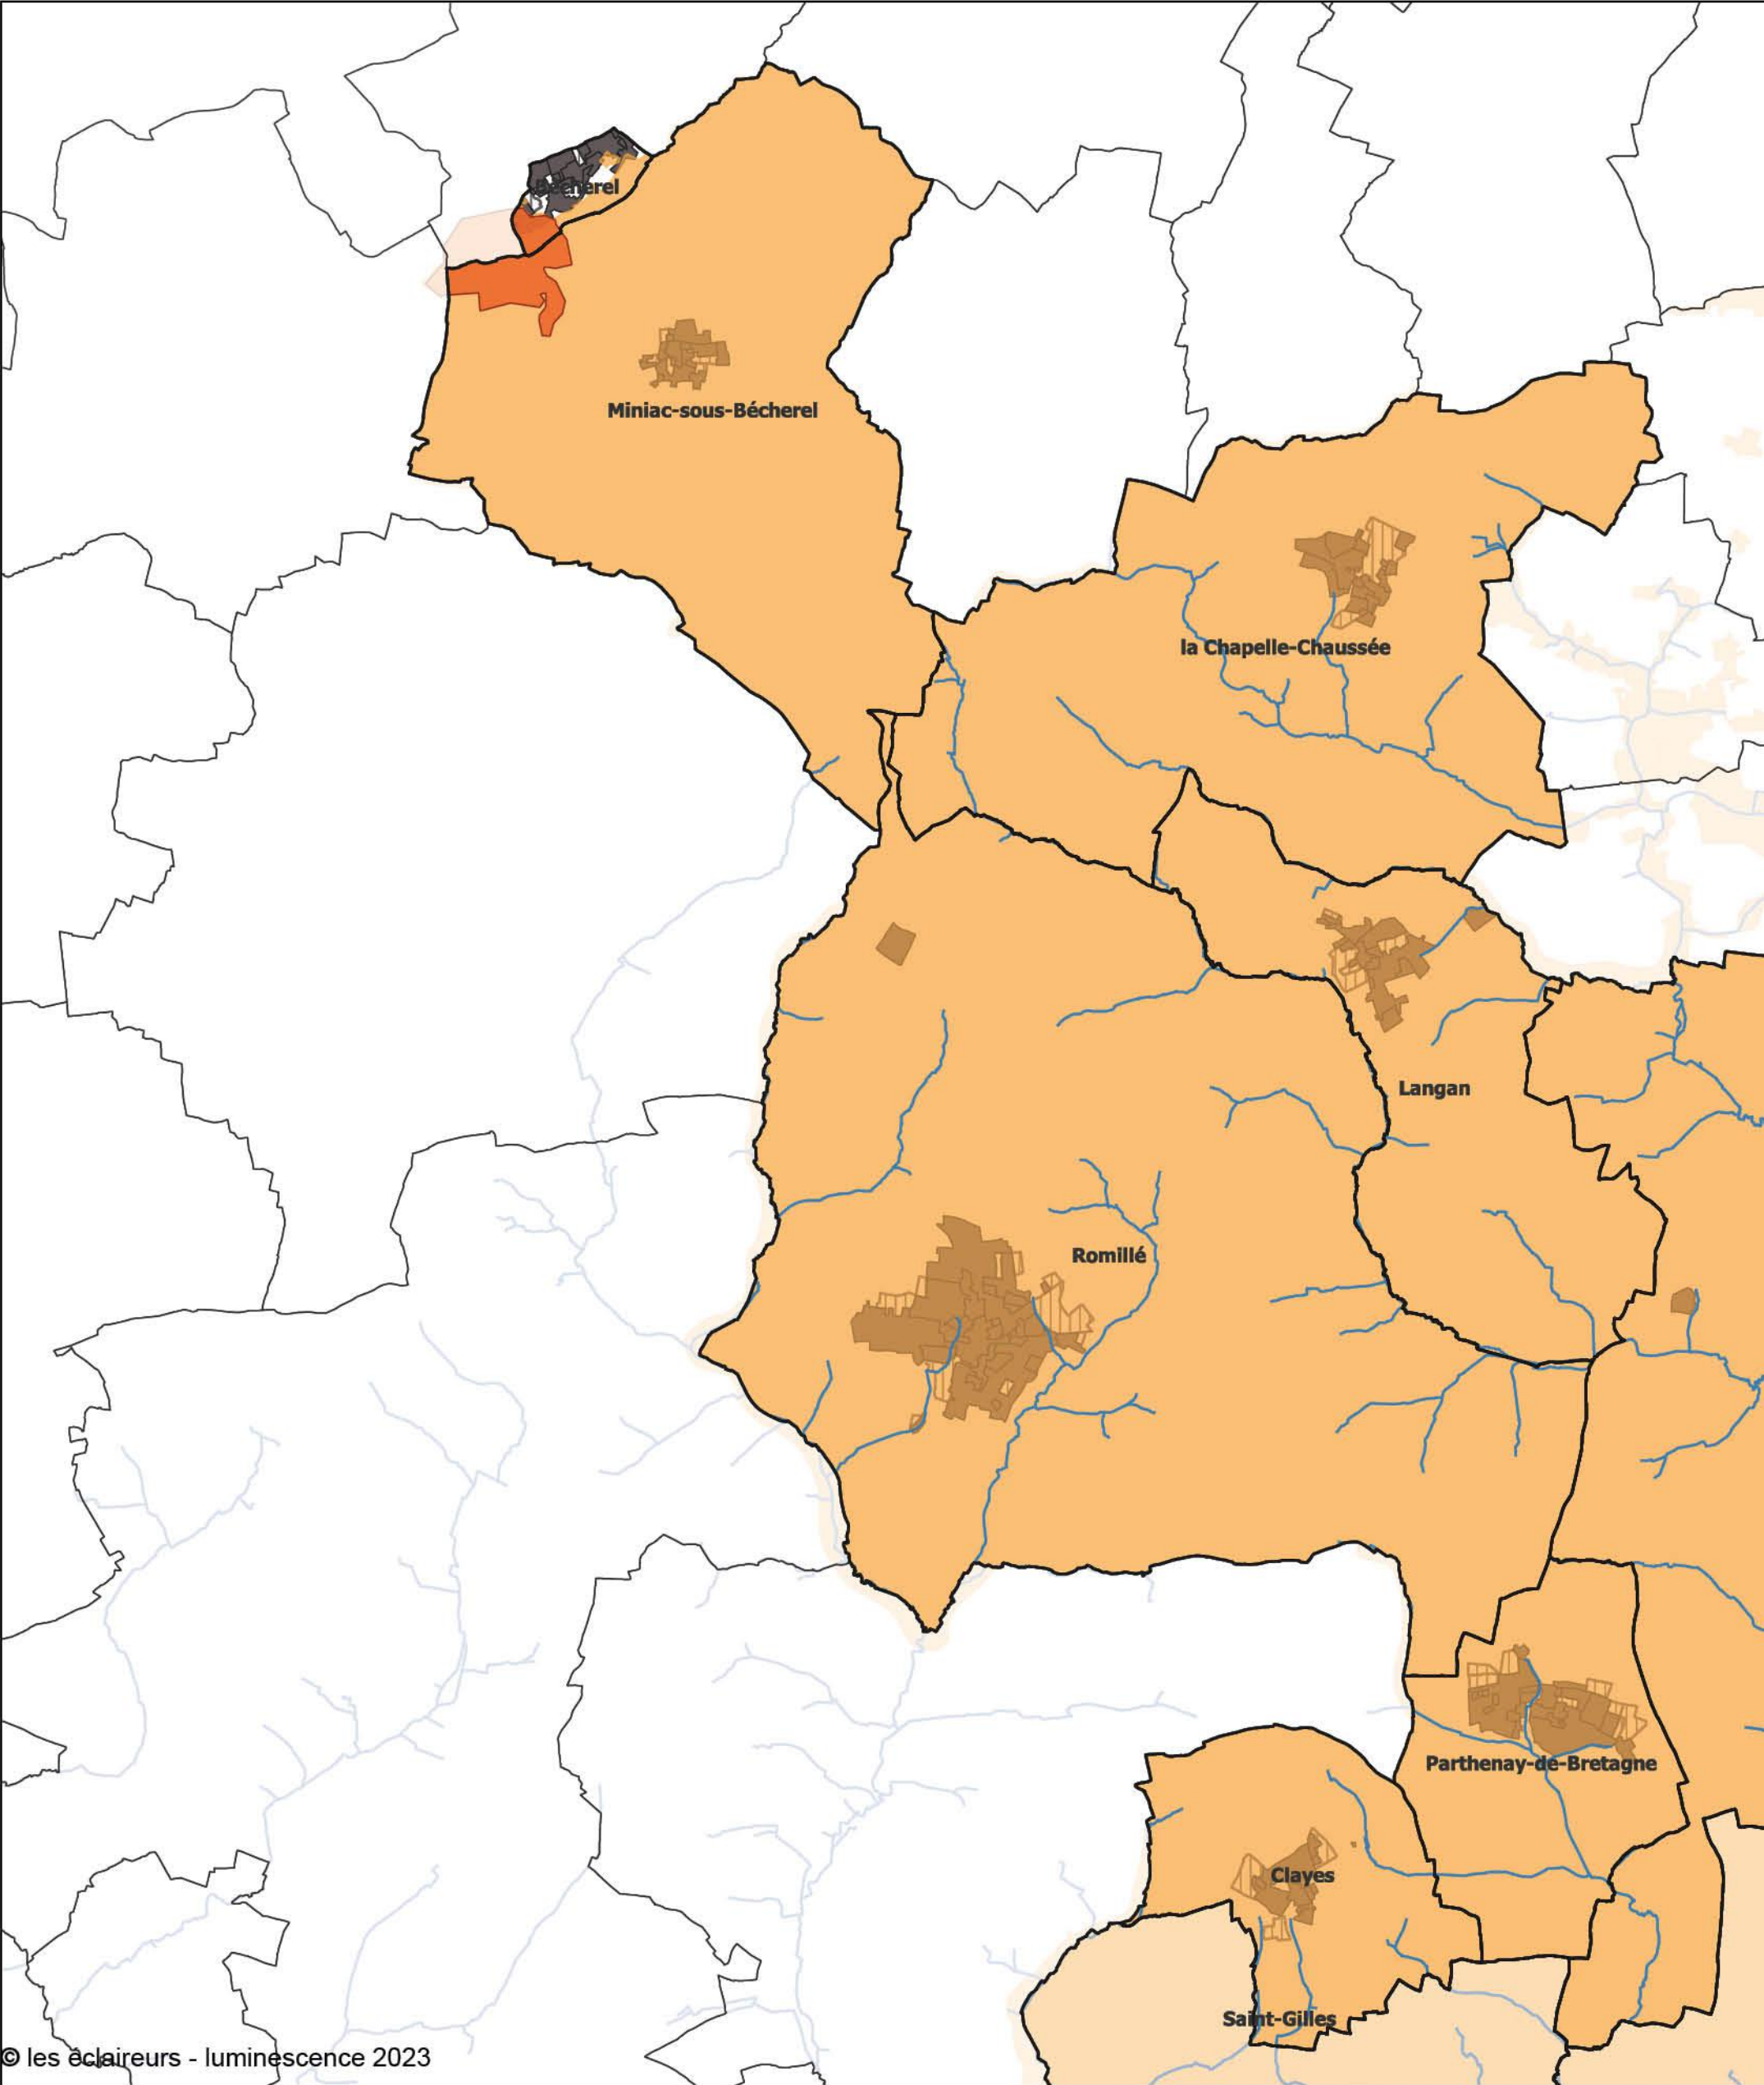 Bécherel
Miniac-sous-Bécherel
la Chapelle-Chaussée
Langan
Romillé
Parthenay-de-Bretagne
Clayes
Saint-Gilles
© les éclaireurs - luminescence 2023